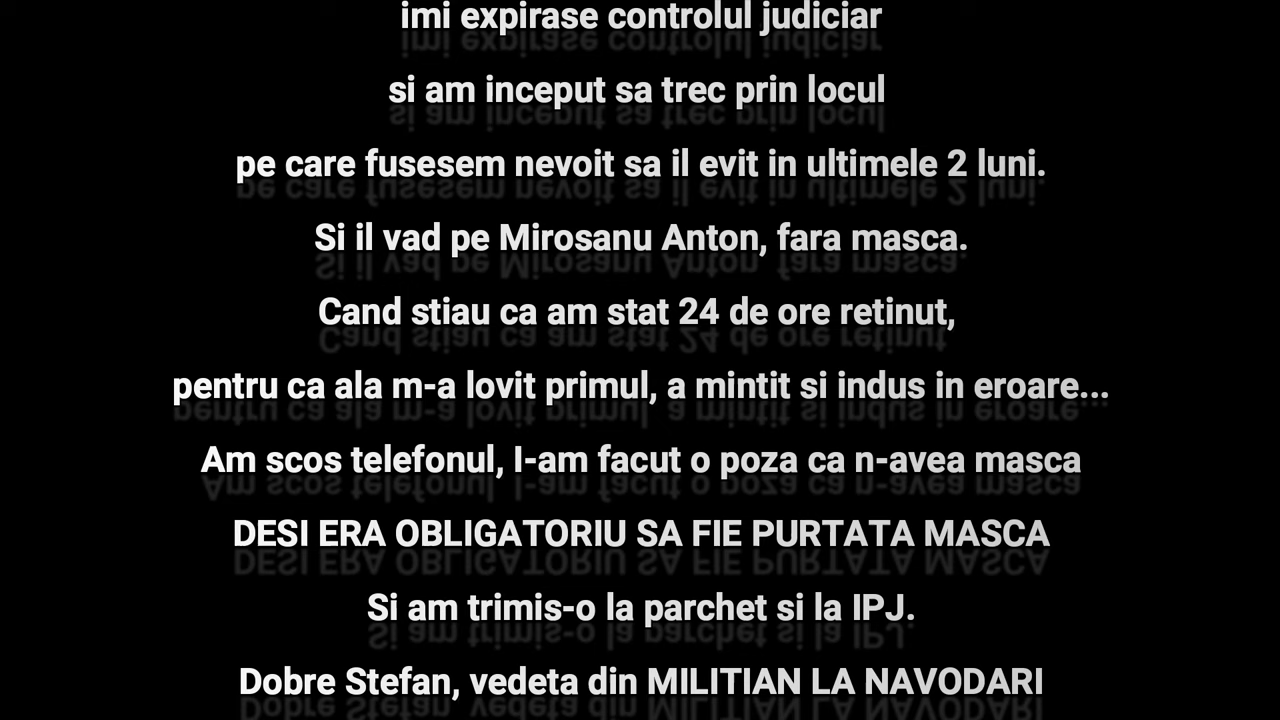 imi expirase controlul judiciar
si am inceput sa trec prin locul
pe care fusesem nevoit sa il evit in ultimele 2 luni.
Si il vad pe Mirosanu Anton, fara masca.
Cand stiau ca am stat 24 de ore retinut,
pentru ca ala m-a lovit primul, a mintit si indus in eroare...
Am scos telefonul, I-am facut o poza ca n-avea masca
DESI ERA OBLIGATORIU SA FIE PURTATA MASCA
Si am trimis-o la parchet si la IPJ.
Dobre Stefan, vedeta din MILITIAN LA NAVODARI